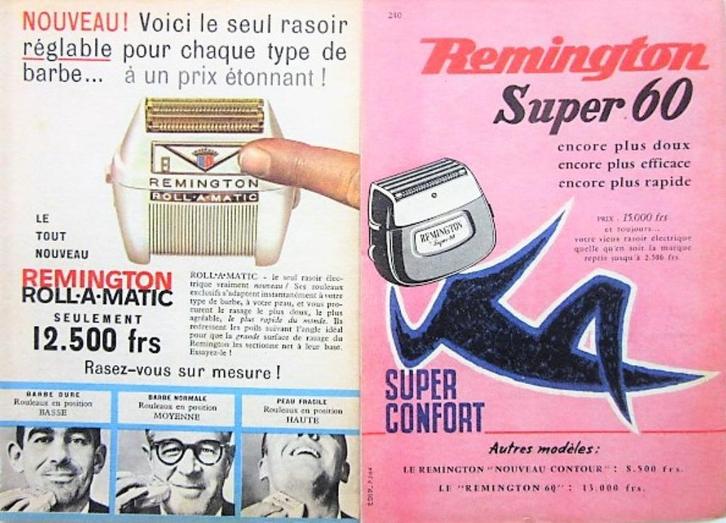 NOUVEAU! Voici le seul rasoir
réglable pour chaque type de
barbe... à un prix étonnant !
REMINGTON
ROLL-A-MATIC
LE
TOUT
NOUVEAU
REMINGTON
ROLL-A-MATIC
SEULEMENT
12.500 frs
ROLL-A-MATIC - le seul rasoir élec-
trique vraiment nouveau ! Ses rouleaux
exclusifs s'adaptent instantanément à votre
type de barbe, à votre peau, et vous pro-
curent le rasage le plus doux, le plus
agréable, le plus rapide du monde. Ils
redressent les poils suivant l'angle idéal
pour que la grande surface de rasage du
Remington les sectionne net à leur base.
Essayez-le !
Rasez-vous sur mesure !
BARBE DURE
Rouleaux en position
BASSE
BARBE NORMALE
Rouleaux en position
MOYENNE
PEAU FRAGILE
Rouleaux en position
HAUTE
240
Remington
Super 60
encore plus doux
encore plus efficace
encore plus rapide
PRIX : 15.000 frs
et toujours...
votre vieux rasoir électrique
quelle qu'en soit la marque
repris jusqu'à 2.500 frs.
REMINGTON
Super 60
SUPER
CONFORT
Autres modèles :
LE REMINGTON "NOUVEAU CONTOUR" : 8.500 frs.
LE "REMINGTON 60" : 13.000 frs.